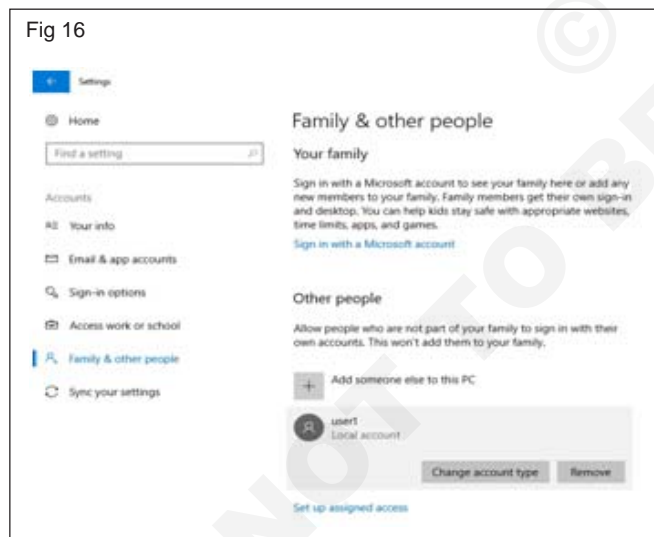 Fig 16
Settings
Home
Find a setting
Accounts
Your info
Email & app accounts
Sign-in options
Access work or school
Family & other people
Sync your settings
Family & other people
Your family
Sign in with a Microsoft account to see your family here or add any
new members to your family. Family members get their own sign-in
and desktop. You can help kids stay safe with appropriate websites,
time limits, apps, and games.
Sign in with a Microsoft account
Other people
Allow people who are not part of your family to sign in with their
own accounts. This won't add them to your family.
Add someone else to this PC
user1
Local account
Change account type
Remove
Set up assigned access
©
NOT TO BE